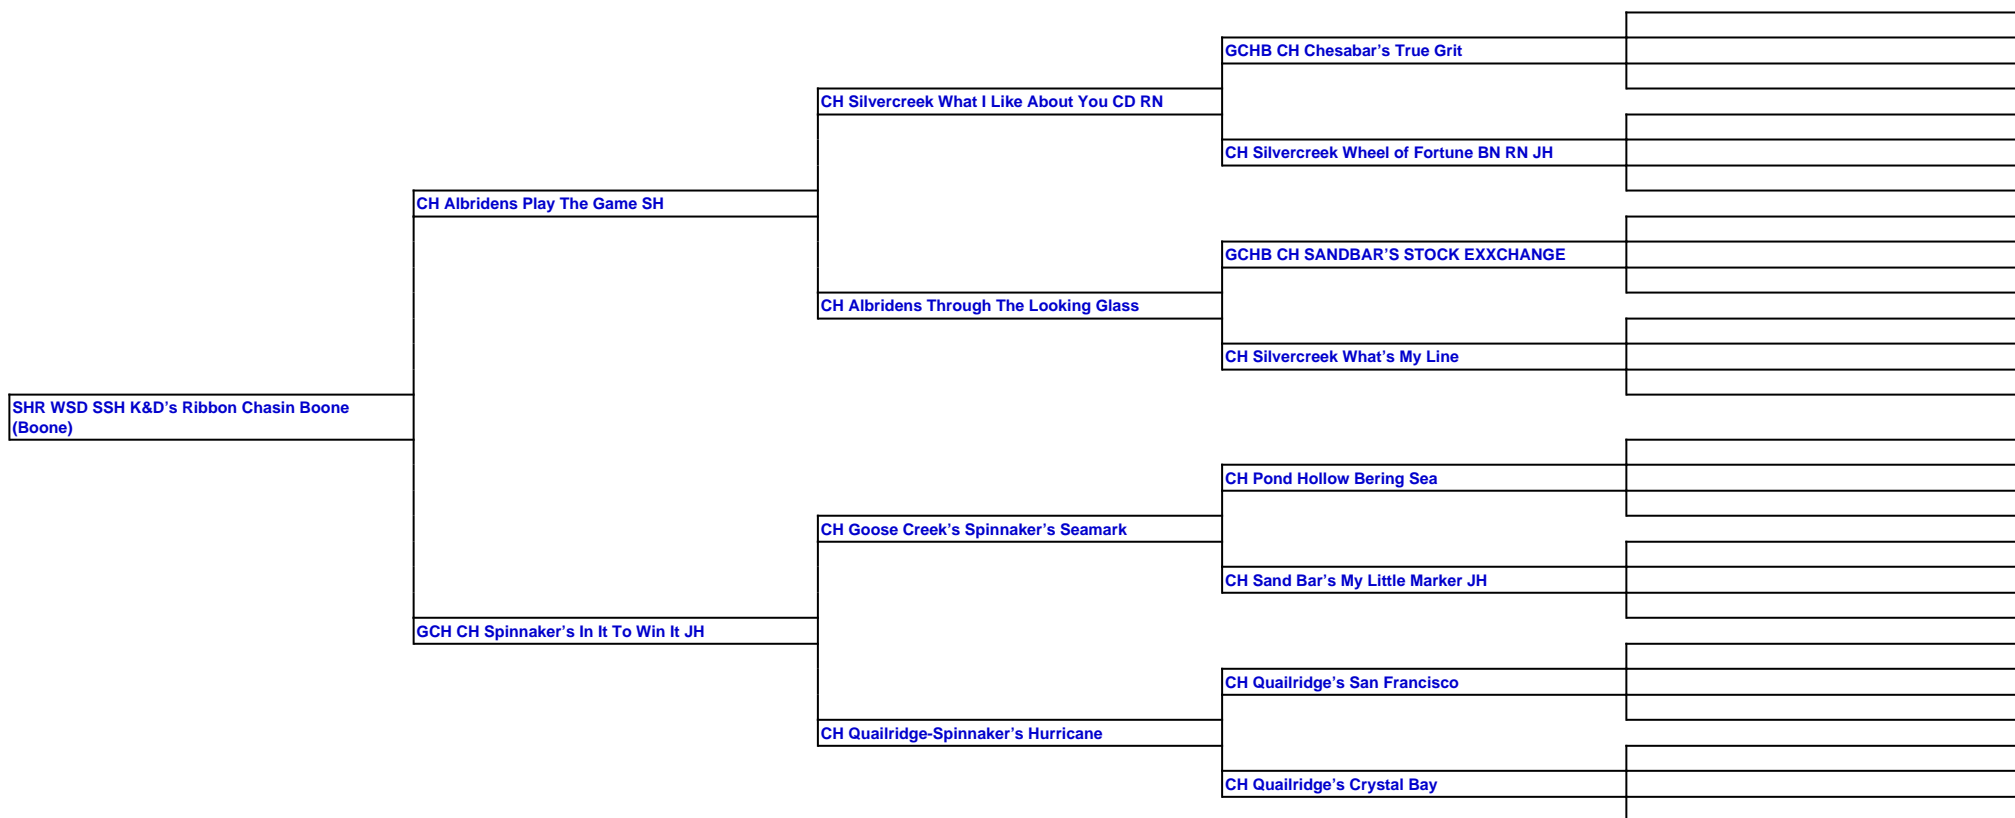 GCHB CH Chesabar’s True Grit
CH Silvercreek What I Like About You CD RN
CH Silvercreek Wheel of Fortune BN RN JH
CH Albridens Play The Game SH
GCHB CH SANDBAR’S STOCK EXXCHANGE
CH Albridens Through The Looking Glass
CH Silvercreek What’s My Line
SHR WSD SSH K&D’s Ribbon Chasin Boone
(Boone)
CH Pond Hollow Bering Sea
CH Goose Creek’s Spinnaker’s Seamark
CH Sand Bar’s My Little Marker JH
GCH CH Spinnaker’s In It To Win It JH
CH Quailridge’s San Francisco
CH Quailridge-Spinnaker’s Hurricane
CH Quailridge’s Crystal Bay